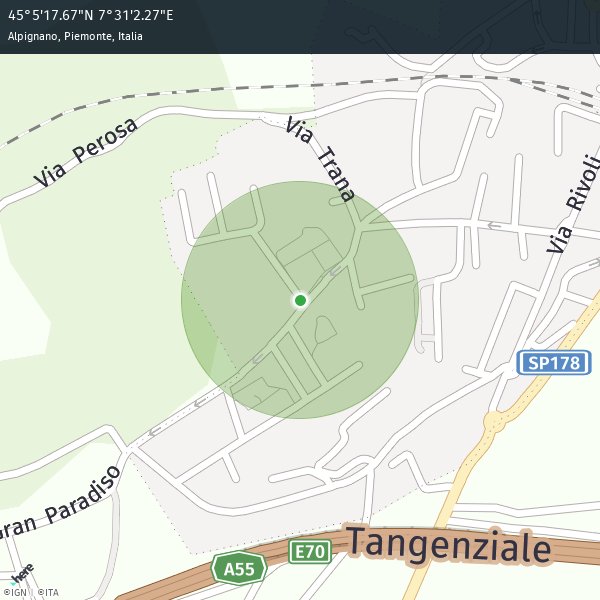 45°5'17.67"N 7°31'2.27"E
Alpignano, Piemonte, Italia
Via Perosa
Via Trana
Via Rivoli
SP178
Gran Paradiso
Tangenziale
E70
A55
here
©IGN | ©ITA